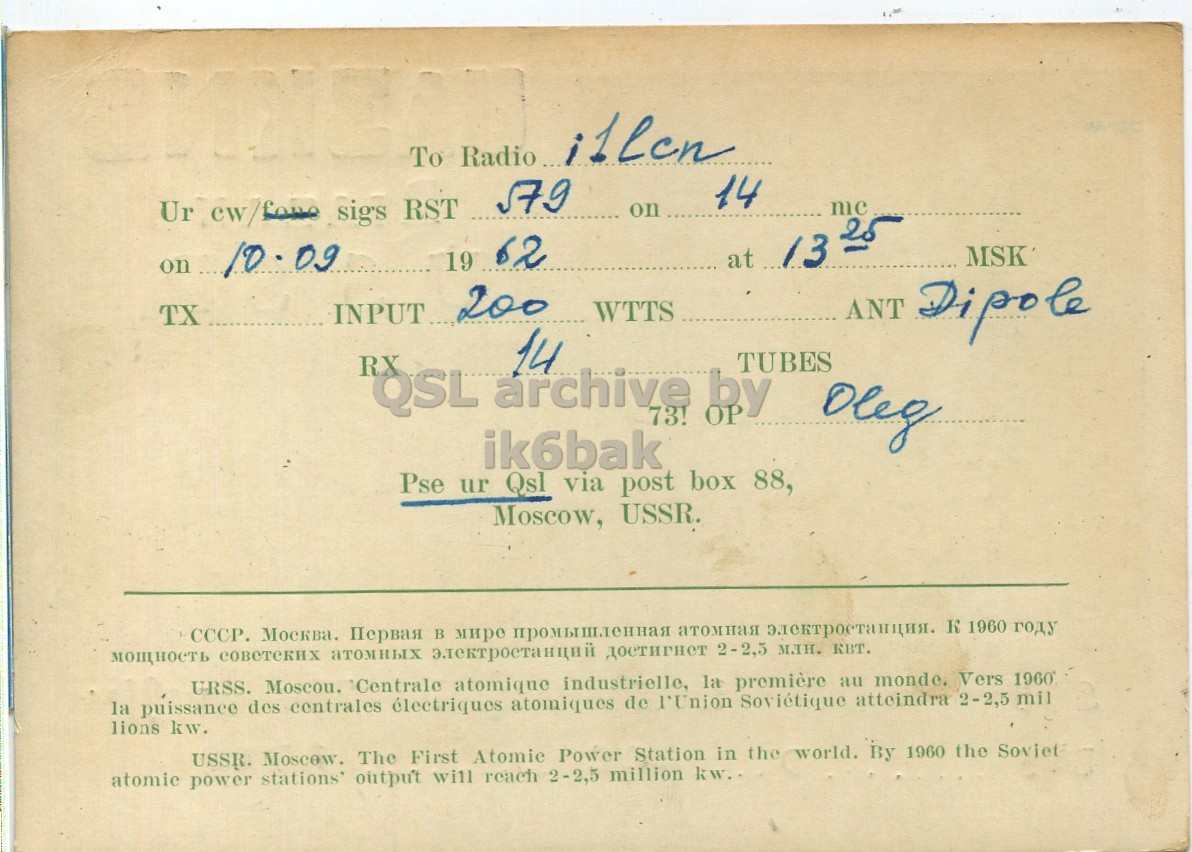 To Radio i1lcn
Ur cw/fone sigs RST 579 on 14 mc
on 10.09 1962 at 13 25 MSK
TX INPUT 200 WTTS ANT Dipole
RX 14 TUBES
QSL archive by
73! OP Oleg
ik6bak
Pse ur Qsl via post box 88,
Moscow, USSR.
СССР. Москва. Первая в мире промышленная атомная электростанция. К 1960 году
мощность советских атомных электростанций достигнет 2-2,5 млн. квт.
URSS. Moscou. Centrale atomique industrielle, la première au monde. Vers 1960
la puissance des centrales électriques atomiques de l'Union Soviétique atteindra 2-2,5 mil
lions kw.
USSR. Moscow. The First Atomic Power Station in the world. By 1960 the Soviet
atomic power stations' output will reach 2-2,5 million kw.